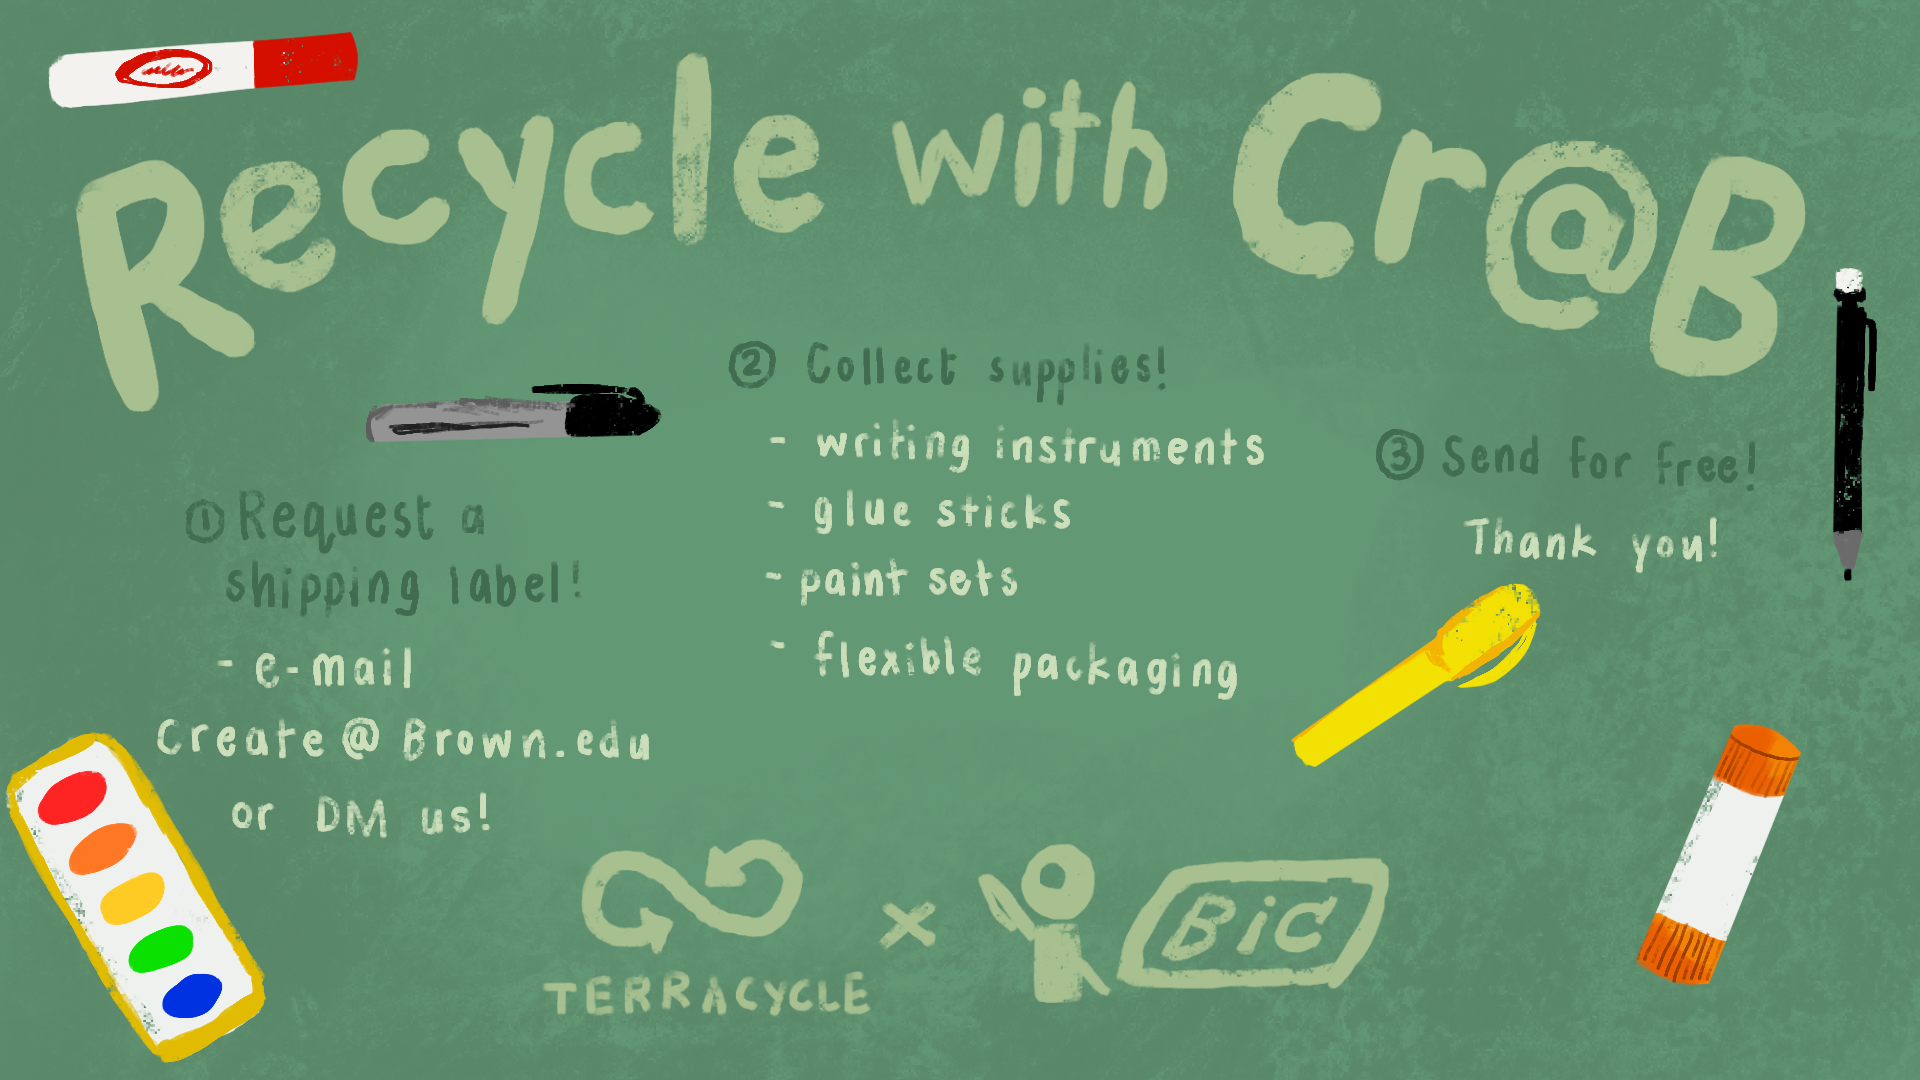 Recycle with Cr@B
① Request a
shipping label!
- e-mail
Create@Brown.edu
or DM us!
② Collect supplies!
- writing instruments
- glue sticks
- paint sets
- flexible packaging
③ Send for free!
Thank you!
TERRACYCLE
x
BiC